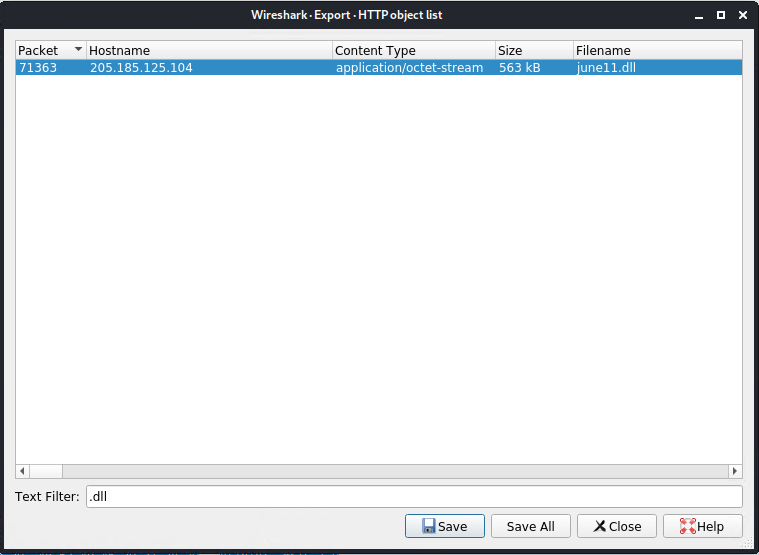 Wireshark · Export · HTTP object list
Packet Hostname Content Type Size Filename
71363 205.185.125.104 application/octet-stream 563 kB june11.dll
Text Filter: .dll
Save Save All Close Help